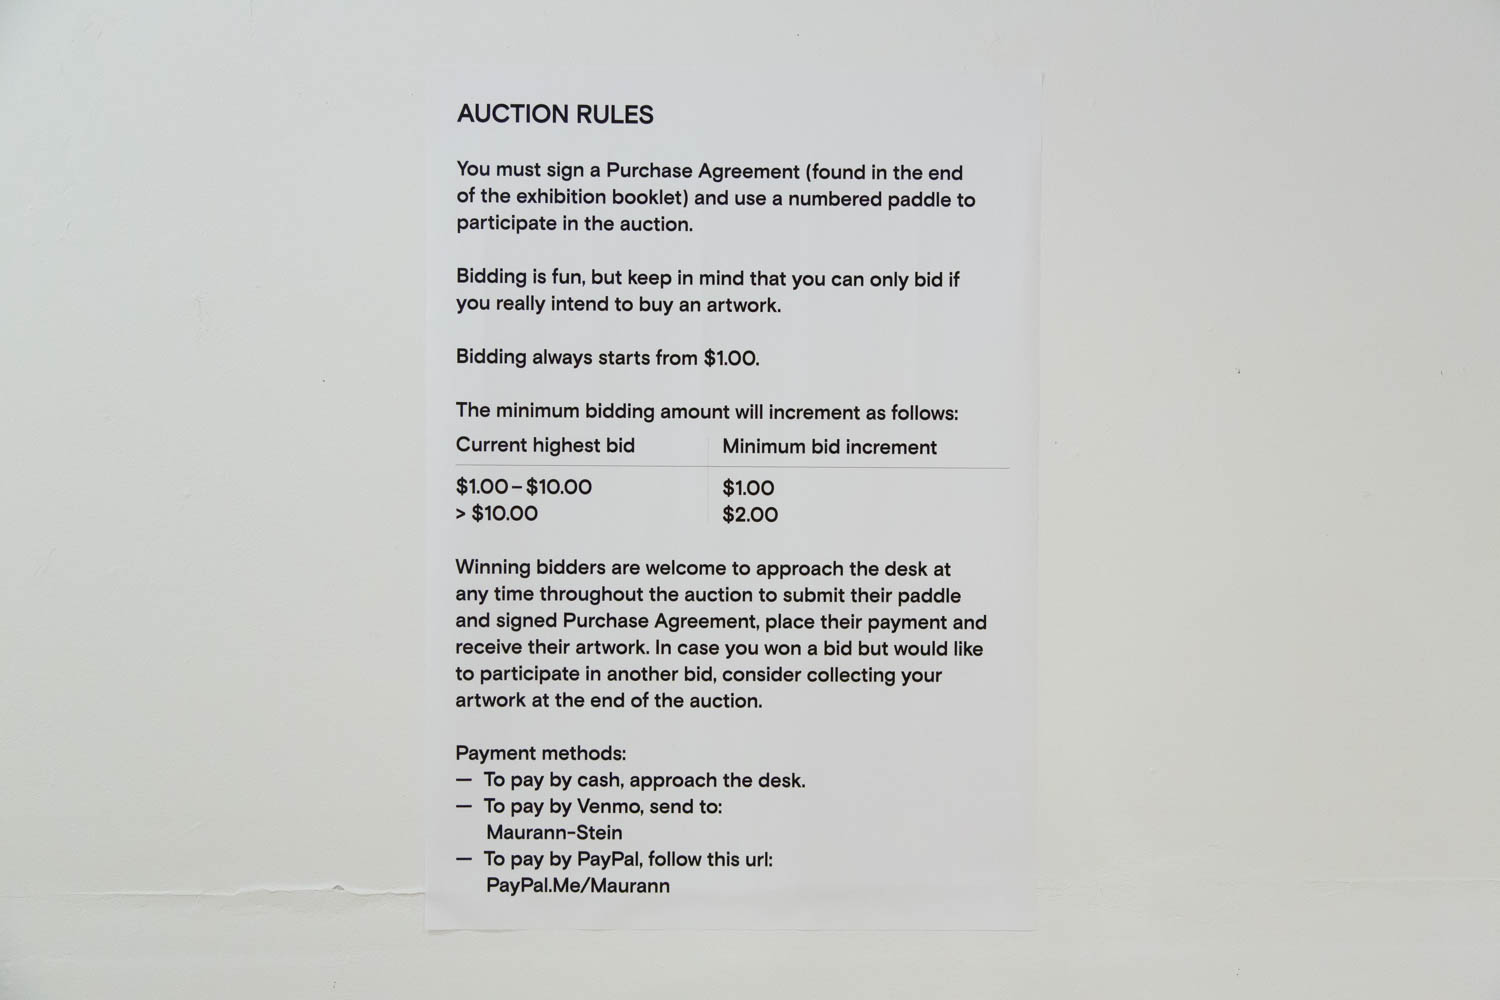 AUCTION RULES
You must sign a Purchase Agreement (found in the end
of the exhibition booklet) and use a numbered paddle to
participate in the auction.
Bidding is fun, but keep in mind that you can only bid if
you really intend to buy an artwork.
Bidding always starts from $1.00.
The minimum bidding amount will increment as follows:
Current highest bid Minimum bid increment
$1.00–$10.00 $1.00
> $10.00 $2.00
Winning bidders are welcome to approach the desk at
any time throughout the auction to submit their paddle
and signed Purchase Agreement, place their payment and
receive their artwork. In case you won a bid but would like
to participate in another bid, consider collecting your
artwork at the end of the auction.
Payment methods:
— To pay by cash, approach the desk.
— To pay by Venmo, send to:
Maurann-Stein
— To pay by PayPal, follow this url:
PayPal.Me/Maurann